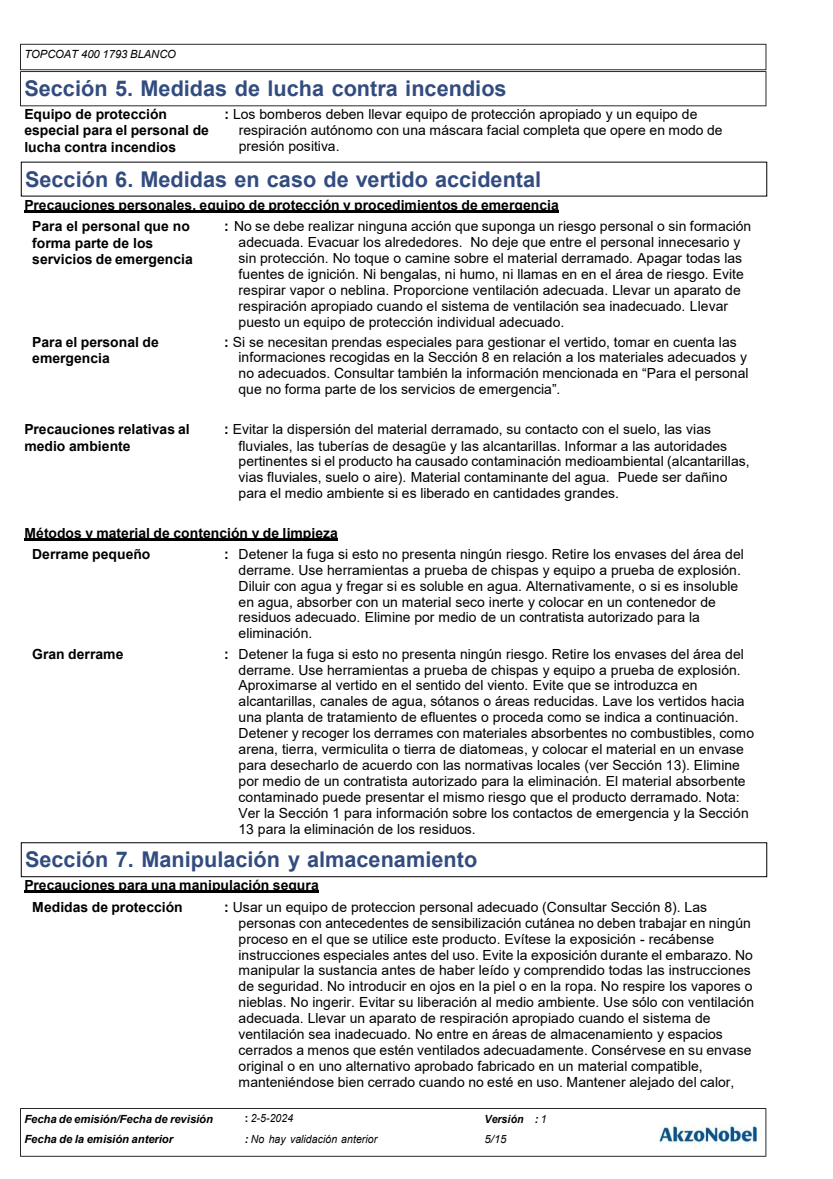 TOPCOAT 400 1793 BLANCO
Sección 5. Medidas de lucha contra incendios
Equipo de protección : Los bomberos deben llevar equipo de protección apropiado y un equipo de
especial para el personal de respiración autónomo con una máscara facial completa que opere en modo de
lucha contra incendios presión positiva.
Sección 6. Medidas en caso de vertido accidental
Precauciones personales, equipo de protección y procedimientos de emergencia
Para el personal que no : No se debe realizar ninguna acción que suponga un riesgo personal o sin formación
forma parte de los adecuada. Evacuar los alrededores. No deje que entre el personal innecesario y
servicios de emergencia sin protección. No toque o camine sobre el material derramado. Apagar todas las
fuentes de ignición. Ni bengalas, ni humo, ni llamas en en el área de riesgo. Evite
respirar vapor o neblina. Proporcione ventilación adecuada. Llevar un aparato de
respiración apropiado cuando el sistema de ventilación sea inadecuado. Llevar
puesto un equipo de protección individual adecuado.
Para el personal de : Si se necesitan prendas especiales para gestionar el vertido, tomar en cuenta las
emergencia informaciones recogidas en la Sección 8 en relación a los materiales adecuados y
no adecuados. Consultar también la información mencionada en “Para el personal
que no forma parte de los servicios de emergencia”.
Precauciones relativas al : Evitar la dispersión del material derramado, su contacto con el suelo, las vias
medio ambiente fluviales, las tuberías de desagüe y las alcantarillas. Informar a las autoridades
pertinentes si el producto ha causado contaminación medioambiental (alcantarillas,
vias fluviales, suelo o aire). Material contaminante del agua. Puede ser dañino
para el medio ambiente si es liberado en cantidades grandes.
Métodos y material de contención y de limpieza
Derrame pequeño : Detener la fuga si esto no presenta ningún riesgo. Retire los envases del área del
derrame. Use herramientas a prueba de chispas y equipo a prueba de explosión.
Diluir con agua y fregar si es soluble en agua. Alternativamente, o si es insoluble
en agua, absorber con un material seco inerte y colocar en un contenedor de
residuos adecuado. Elimine por medio de un contratista autorizado para la
eliminación.
Gran derrame : Detener la fuga si esto no presenta ningún riesgo. Retire los envases del área del
derrame. Use herramientas a prueba de chispas y equipo a prueba de explosión.
Aproximarse al vertido en el sentido del viento. Evite que se introduzca en
alcantarillas, canales de agua, sótanos o áreas reducidas. Lave los vertidos hacia
una planta de tratamiento de efluentes o proceda como se indica a continuación.
Detener y recoger los derrames con materiales absorbentes no combustibles, como
arena, tierra, vermiculita o tierra de diatomeas, y colocar el material en un envase
para desecharlo de acuerdo con las normativas locales (ver Sección 13). Elimine
por medio de un contratista autorizado para la eliminación. El material absorbente
contaminado puede presentar el mismo riesgo que el producto derramado. Nota:
Ver la Sección 1 para información sobre los contactos de emergencia y la Sección
13 para la eliminación de los residuos.
Sección 7. Manipulación y almacenamiento
Precauciones para una manipulación segura
Medidas de protección : Usar un equipo de proteccion personal adecuado (Consultar Sección 8). Las
personas con antecedentes de sensibilización cutánea no deben trabajar en ningún
proceso en el que se utilice este producto. Evítese la exposición - recábense
instrucciones especiales antes del uso. Evite la exposición durante el embarazo. No
manipular la sustancia antes de haber leído y comprendido todas las instrucciones
de seguridad. No introducir en ojos en la piel o en la ropa. No respire los vapores o
nieblas. No ingerir. Evitar su liberación al medio ambiente. Use sólo con ventilación
adecuada. Llevar un aparato de respiración apropiado cuando el sistema de
ventilación sea inadecuado. No entre en áreas de almacenamiento y espacios
cerrados a menos que estén ventilados adecuadamente. Consérvese en su envase
original o en uno alternativo aprobado fabricado en un material compatible,
manteniéndose bien cerrado cuando no esté en uso. Mantener alejado del calor,
Fecha de emisión/Fecha de revisión : 2-5-2024 Versión : 1
Fecha de la emisión anterior : No hay validación anterior 5/15
AkzoNobel